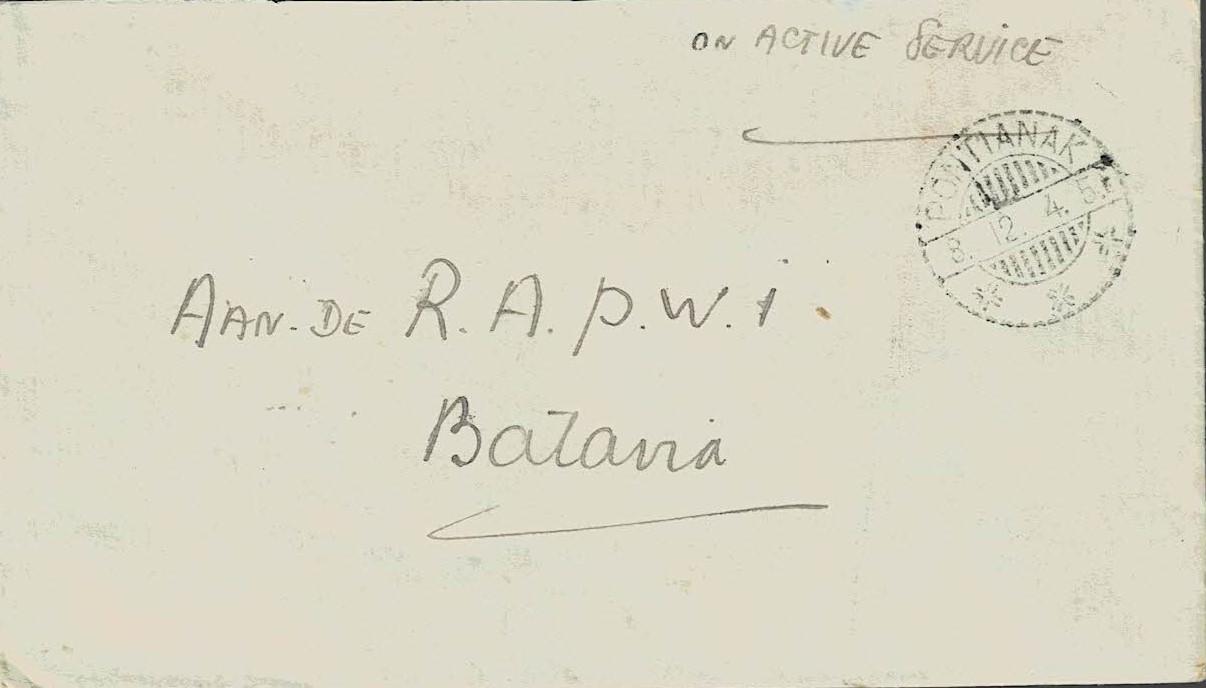 ON ACTIVE SERVICE
PONTIANAK
8. 12. 4. 5.
AAN. DE R. A. P. W. I.
Batavia